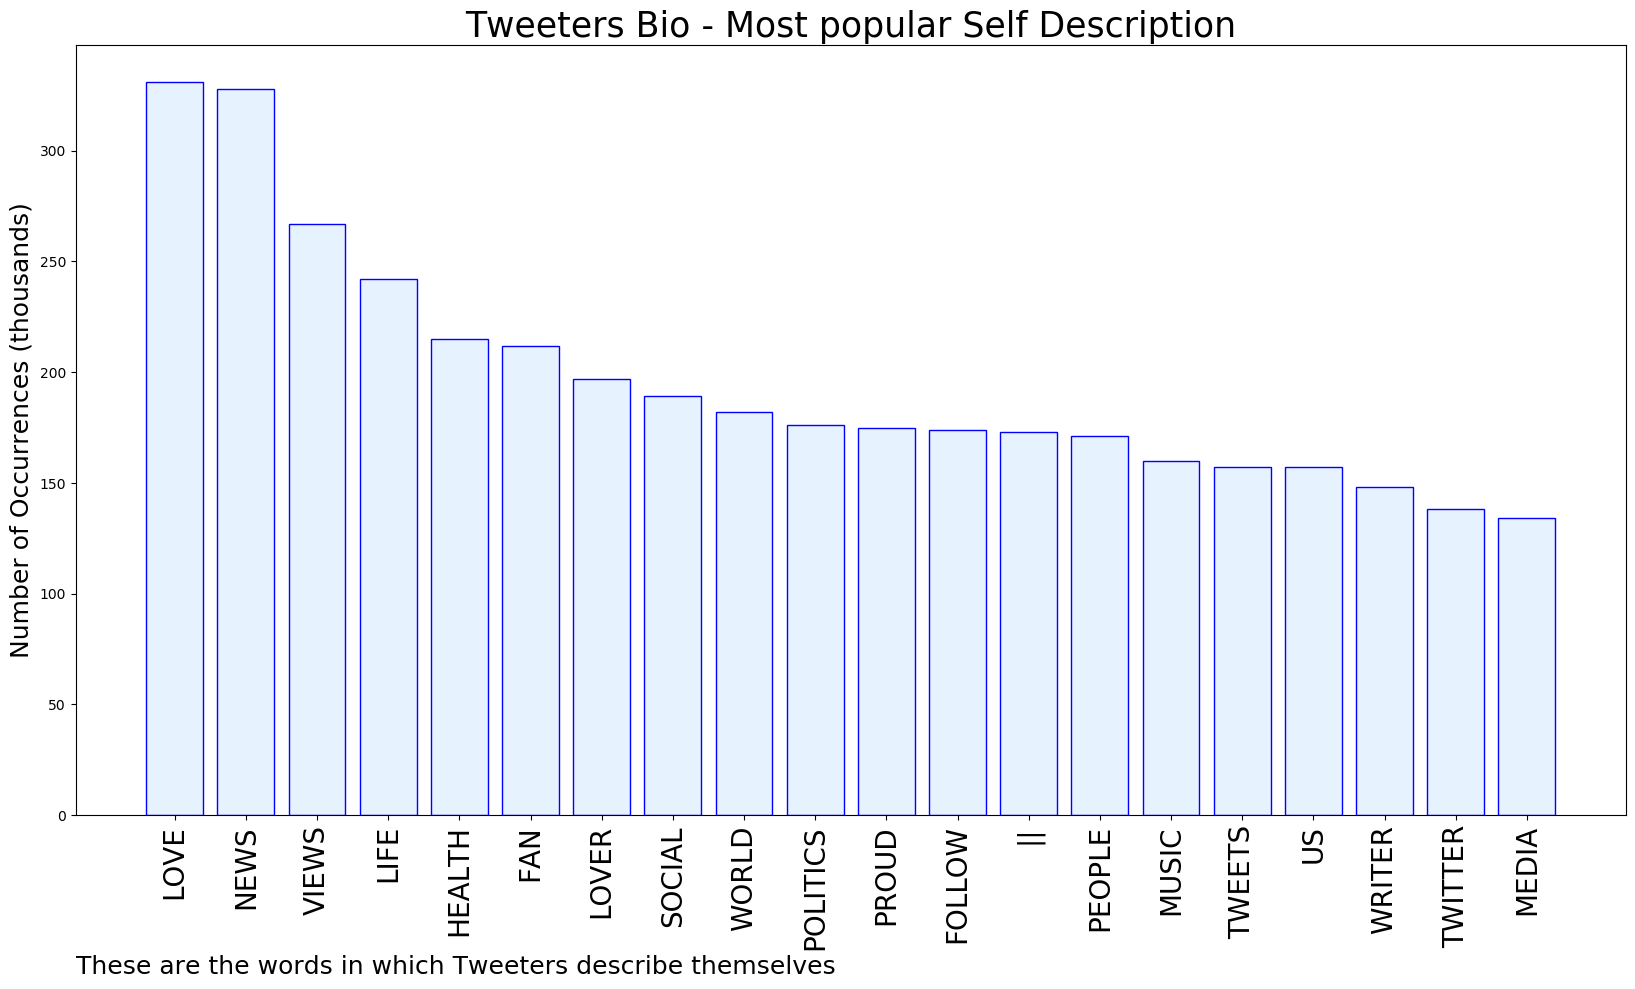 Tweeters Bio - Most popular Self Description
Number of Occurrences (thousands)
300
250
200
150
100
50
0
LOVE
NEWS
VIEWS
LIFE
HEALTH
FAN
LOVER
SOCIAL
WORLD
POLITICS
PROUD
FOLLOW
||
PEOPLE
MUSIC
TWEETS
US
WRITER
TWITTER
MEDIA
These are the words in which Tweeters describe themselves